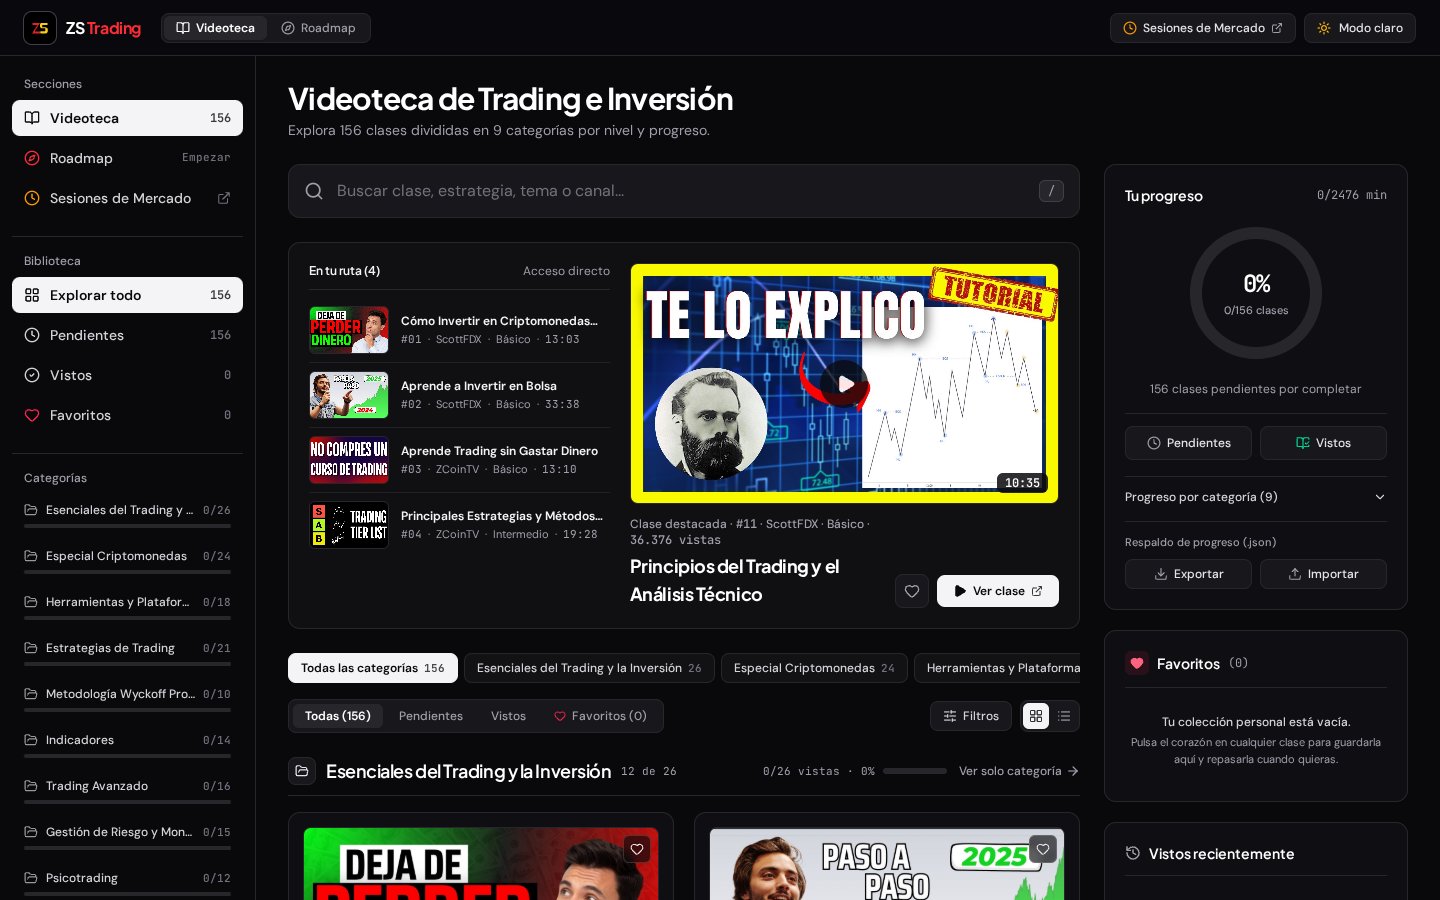 ZS
ZS Trading
Videoteca
Roadmap
Sesiones de Mercado
Modo claro
Secciones
Videoteca 156
Roadmap Empezar
Sesiones de Mercado
Biblioteca
Explorar todo 156
Pendientes 156
Vistos 0
Favoritos 0
Categorías
Esenciales del Trading y ... 0/26
Especial Criptomonedas 0/24
Herramientas y Platafor... 0/18
Estrategias de Trading 0/21
Metodología Wyckoff Pro... 0/10
Indicadores 0/14
Trading Avanzado 0/16
Gestión de Riesgo y Mon... 0/15
Psicotrading 0/12
Videoteca de Trading e Inversión
Explora 156 clases divididas en 9 categorías por nivel y progreso.
Buscar clase, estrategia, tema o canal... /
En tu ruta (4) Acceso directo
DEJA DE
PERDER
DINERO
Cómo Invertir en Criptomonedas...
#01 · ScottFDX · Básico · 13:03
2025
2024
Aprende a Invertir en Bolsa
#02 · ScottFDX · Básico · 33:38
NO COMPRES UN
CURSO DE TRADING
Aprende Trading sin Gastar Dinero
#03 · ZCoinTV · Básico · 13:10
S
A
B
TRADING
TIER LIST
Principales Estrategias y Métodos...
#04 · ZCoinTV · Intermedio · 19:28
TE LO EXPLICO
TUTORIAL
72.48
10:35
Clase destacada · #11 · ScottFDX · Básico ·
36.376 vistas
Principios del Trading y el
Análisis Técnico
Ver clase
Todas las categorías 156
Esenciales del Trading y la Inversión 26
Especial Criptomonedas 24
Herramientas y Plataforma
Todas (156)
Pendientes
Vistos
Favoritos (0)
Filtros
Esenciales del Trading y la Inversión 12 de 26
0/26 vistas · 0%
Ver solo categoría
DEJA DE
PERDER
PASO A
PASO
2025
Tu progreso 0/2476 min
0%
0/156 clases
156 clases pendientes por completar
Pendientes
Vistos
Progreso por categoría (9)
Respaldo de progreso (.json)
Exportar
Importar
Favoritos (0)
Tu colección personal está vacía.
Pulsa el corazón en cualquier clase para guardarla
aquí y repasarla cuando quieras.
Vistos recientemente